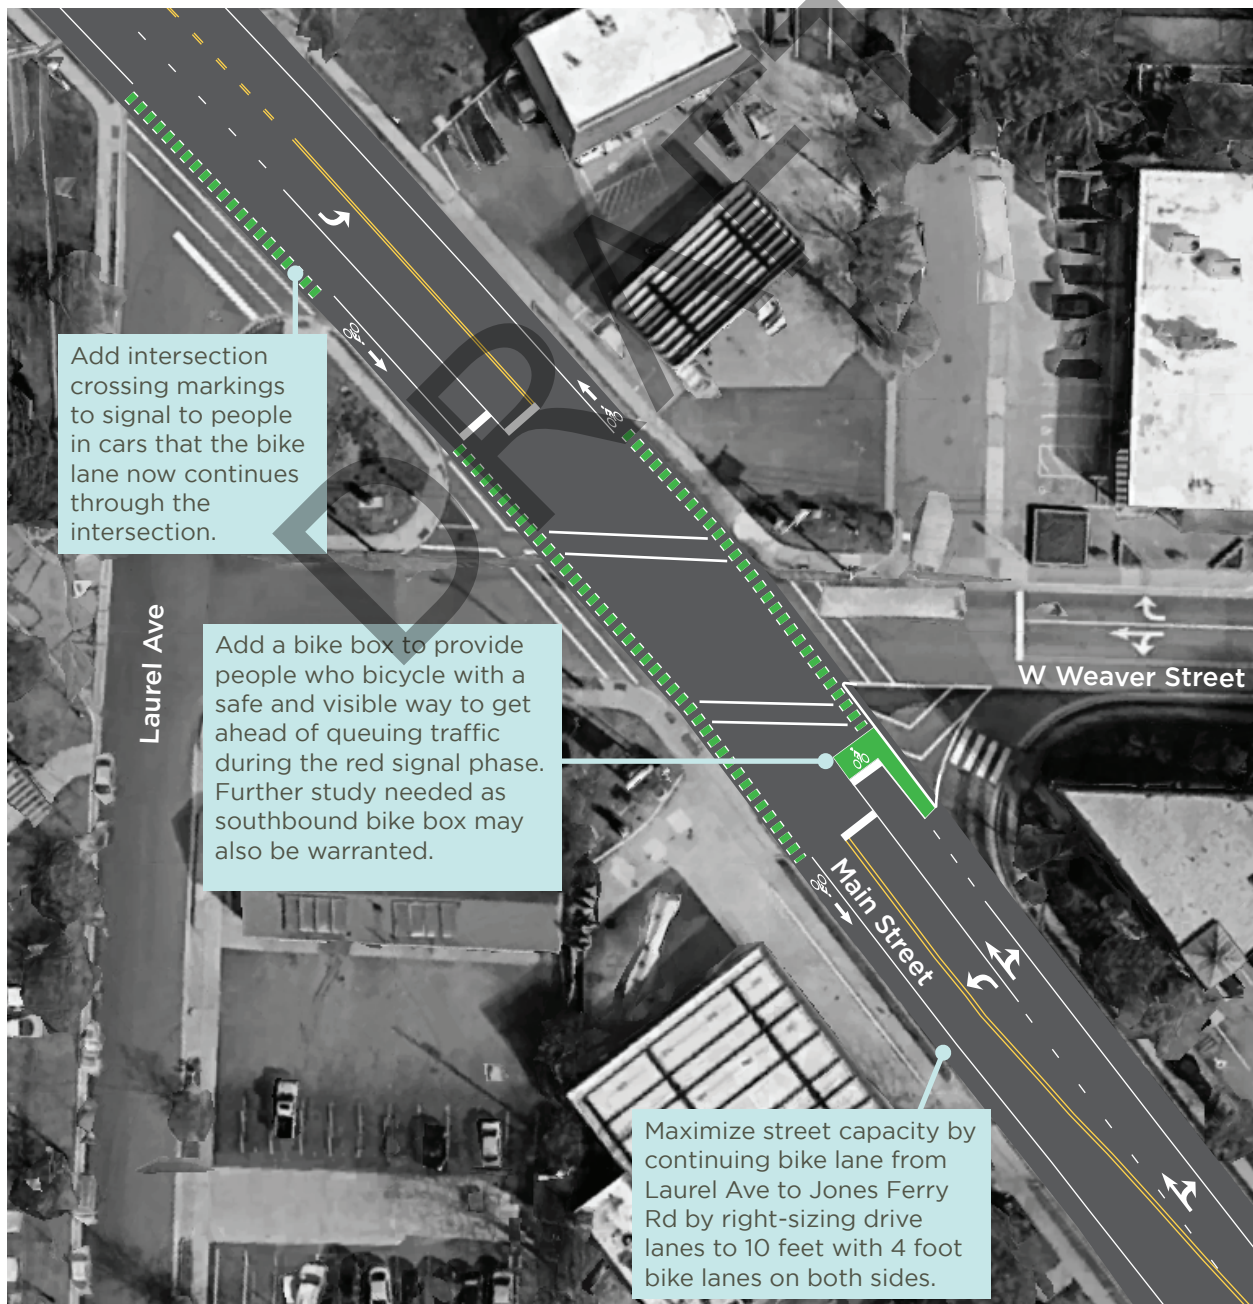 DRAFT
Add intersection
crossing markings
to signal to people
in cars that the bike
lane now continues
through the
intersection.
Laurel Ave
Add a bike box to provide
people who bicycle with a
safe and visible way to get
ahead of queuing traffic
during the red signal phase.
Further study needed as
southbound bike box may
also be warranted.
W Weaver Street
Main Street
Maximize street capacity by
continuing bike lane from
Laurel Ave to Jones Ferry
Rd by right-sizing drive
lanes to 10 feet with 4 foot
bike lanes on both sides.